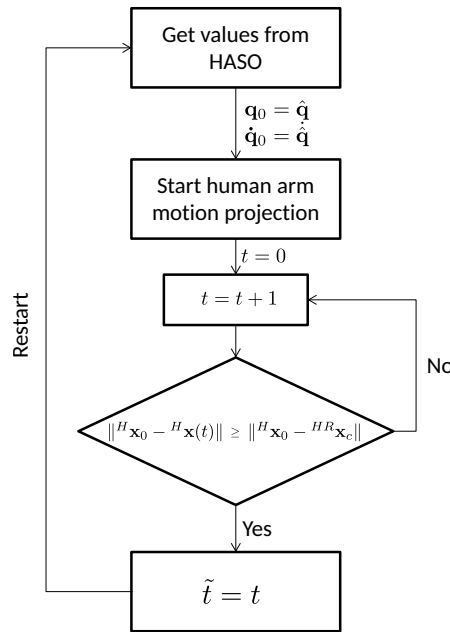 Get values from
HASO
𝐪₀ = 𝐪̂
𝐪̇₀ = 𝐪̂̇
Start human arm
motion projection
t = 0
t = t + 1
Restart
No
‖ᴴ𝐱₀ − ᴴ𝐱(t)‖ ≥ ‖ᴴ𝐱₀ − ᴴᴿ𝐱_c‖
Yes
t̃ = t